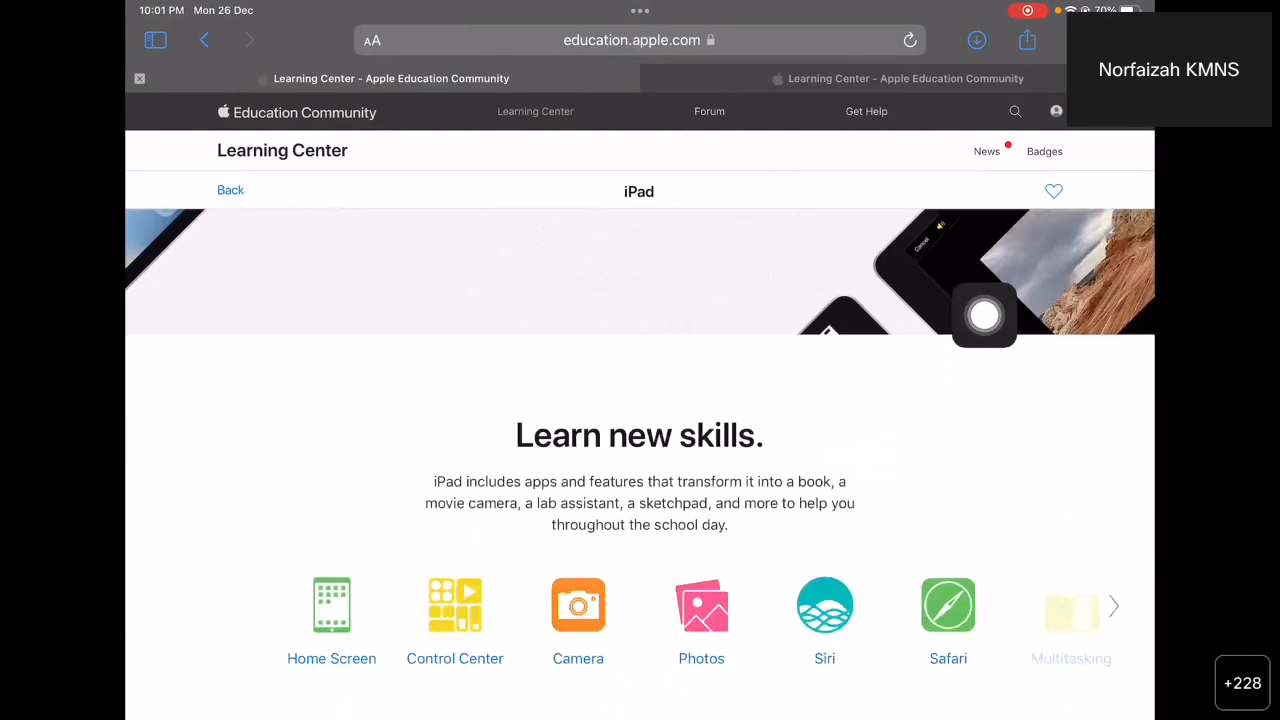 10:01 PM Mon 26 Dec
70%
AA
education.apple.com
Learning Center - Apple Education Community
Learning Center - Apple Education Community
Norfaizah KMNS
Education Community
Learning Center
Forum
Get Help
Learning Center
News
Badges
Back
iPad
Cancel
Learn new skills.
iPad includes apps and features that transform it into a book, a
movie camera, a lab assistant, a sketchpad, and more to help you
throughout the school day.
Home Screen
Control Center
Camera
Photos
Siri
Safari
Multitasking
+228